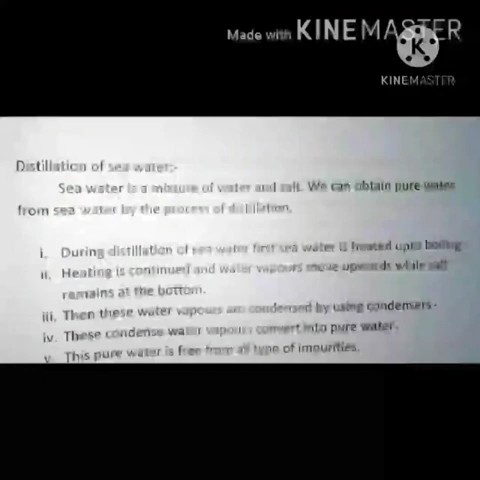 Made with KINEMASTER
K
KINEMASTER
Distillation of sea water:-
Sea water is a mixture of water and salt. We can obtain pure water
from sea water by the process of distillation.
i. During distillation of sea water first sea water is heated upto boiling
ii. Heating is continued and water vapours move upwards while salt
remains at the bottom.
iii. Then these water vapours are condensed by using condensers-
iv. These condense water vapours convert into pure water.
v. This pure water is free from all type of impurities.